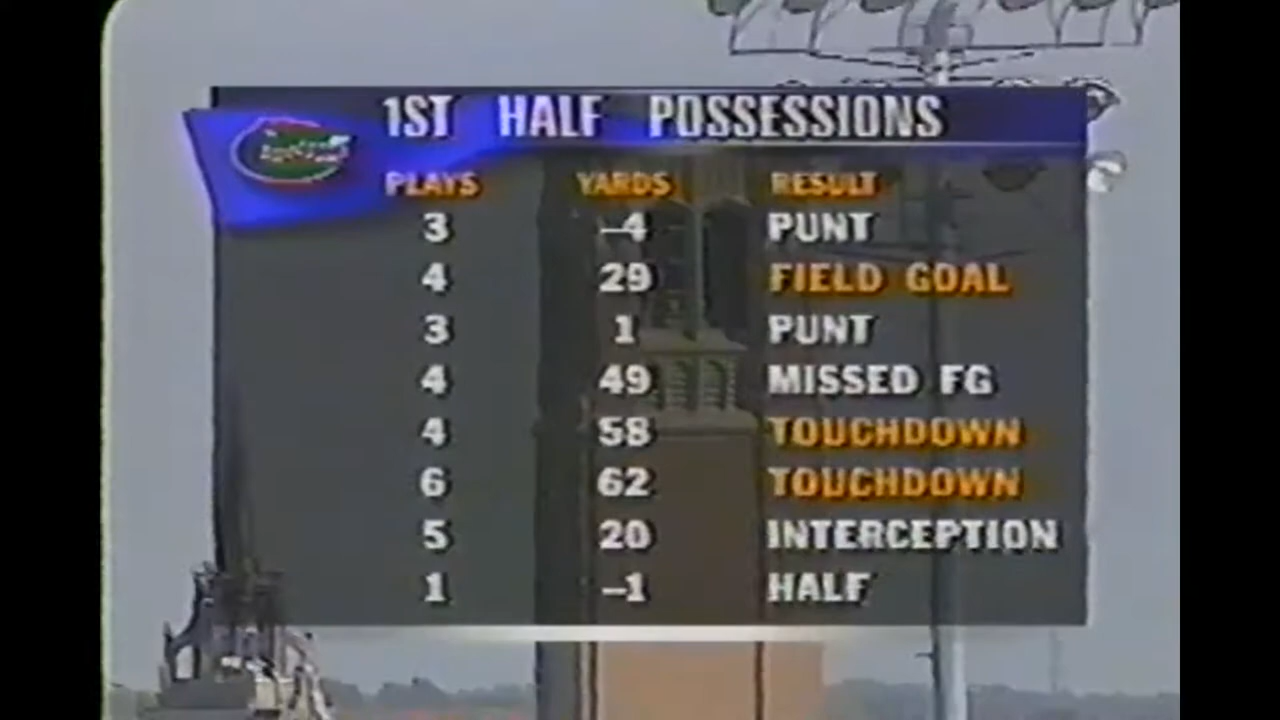 1ST HALF POSSESSIONS
PLAYS YARDS RESULT
3 -4 PUNT
4 29 FIELD GOAL
3 1 PUNT
4 49 MISSED FG
4 58 TOUCHDOWN
6 62 TOUCHDOWN
5 20 INTERCEPTION
1 -1 HALF